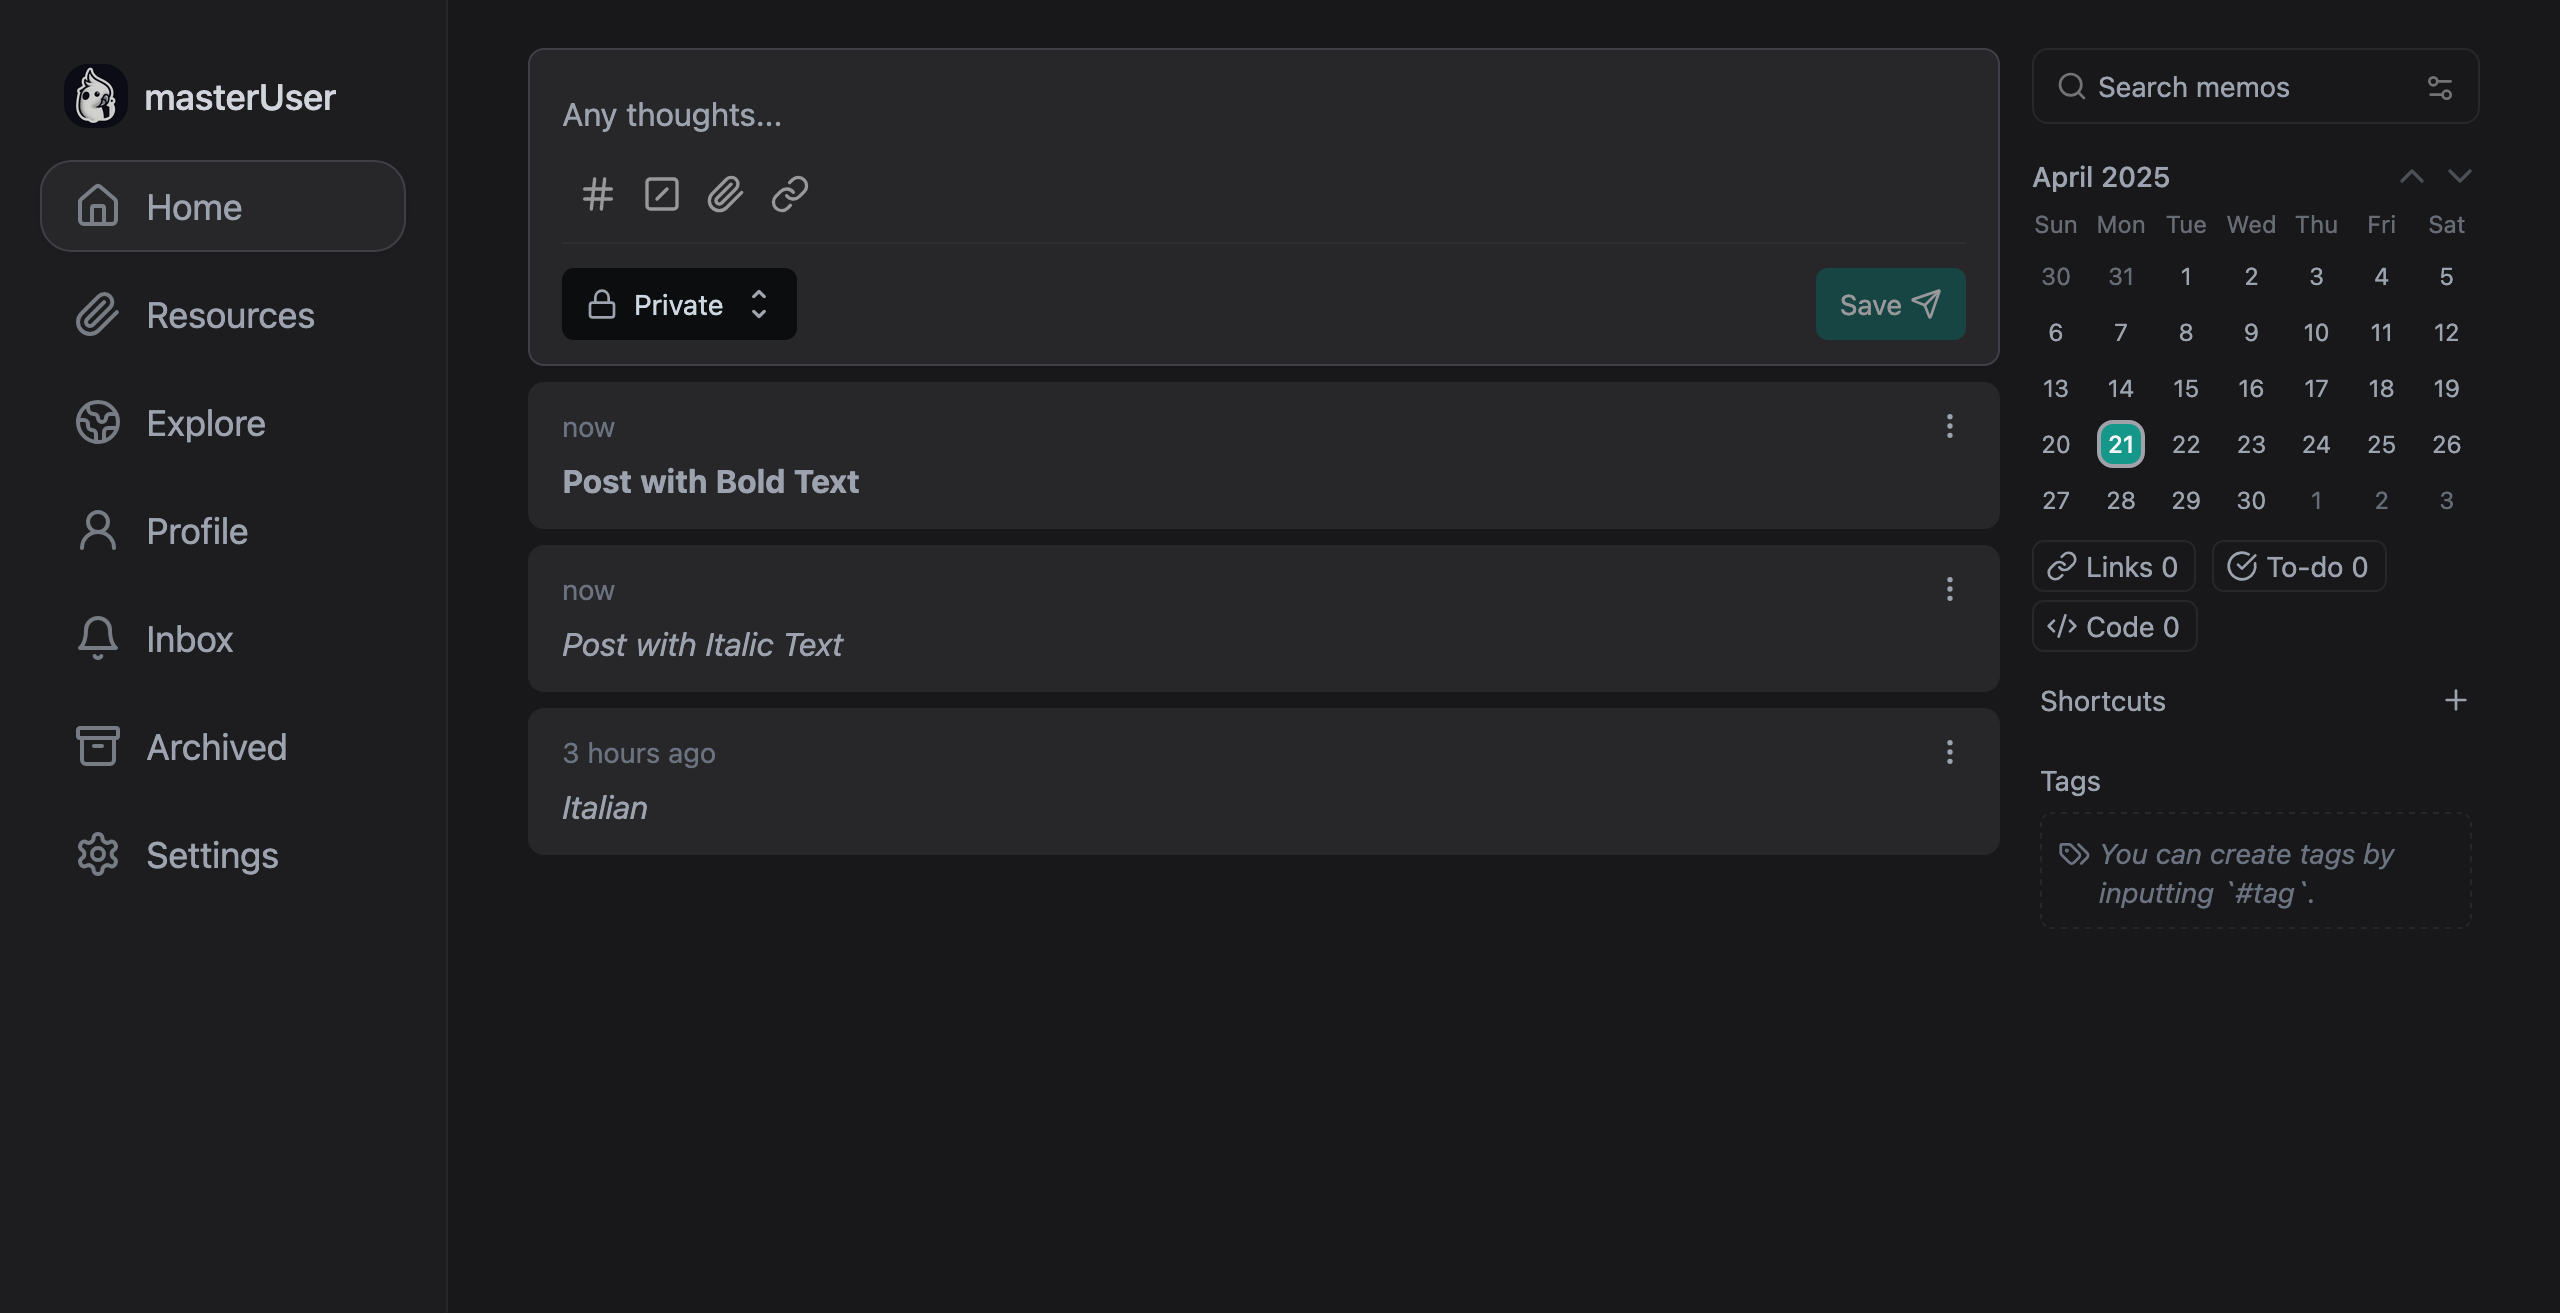 masterUser
Home
Resources
Explore
Profile
Inbox
Archived
Settings
Any thoughts...
Private
Save
now
Post with Bold Text
now
Post with Italic Text
3 hours ago
Italian
Search memos
April 2025
Sun Mon Tue Wed Thu Fri Sat
30 31 1 2 3 4 5
6 7 8 9 10 11 12
13 14 15 16 17 18 19
20 21 22 23 24 25 26
27 28 29 30 1 2 3
Links 0 To-do 0
Code 0
Shortcuts
Tags
You can create tags by
inputting `#tag`.